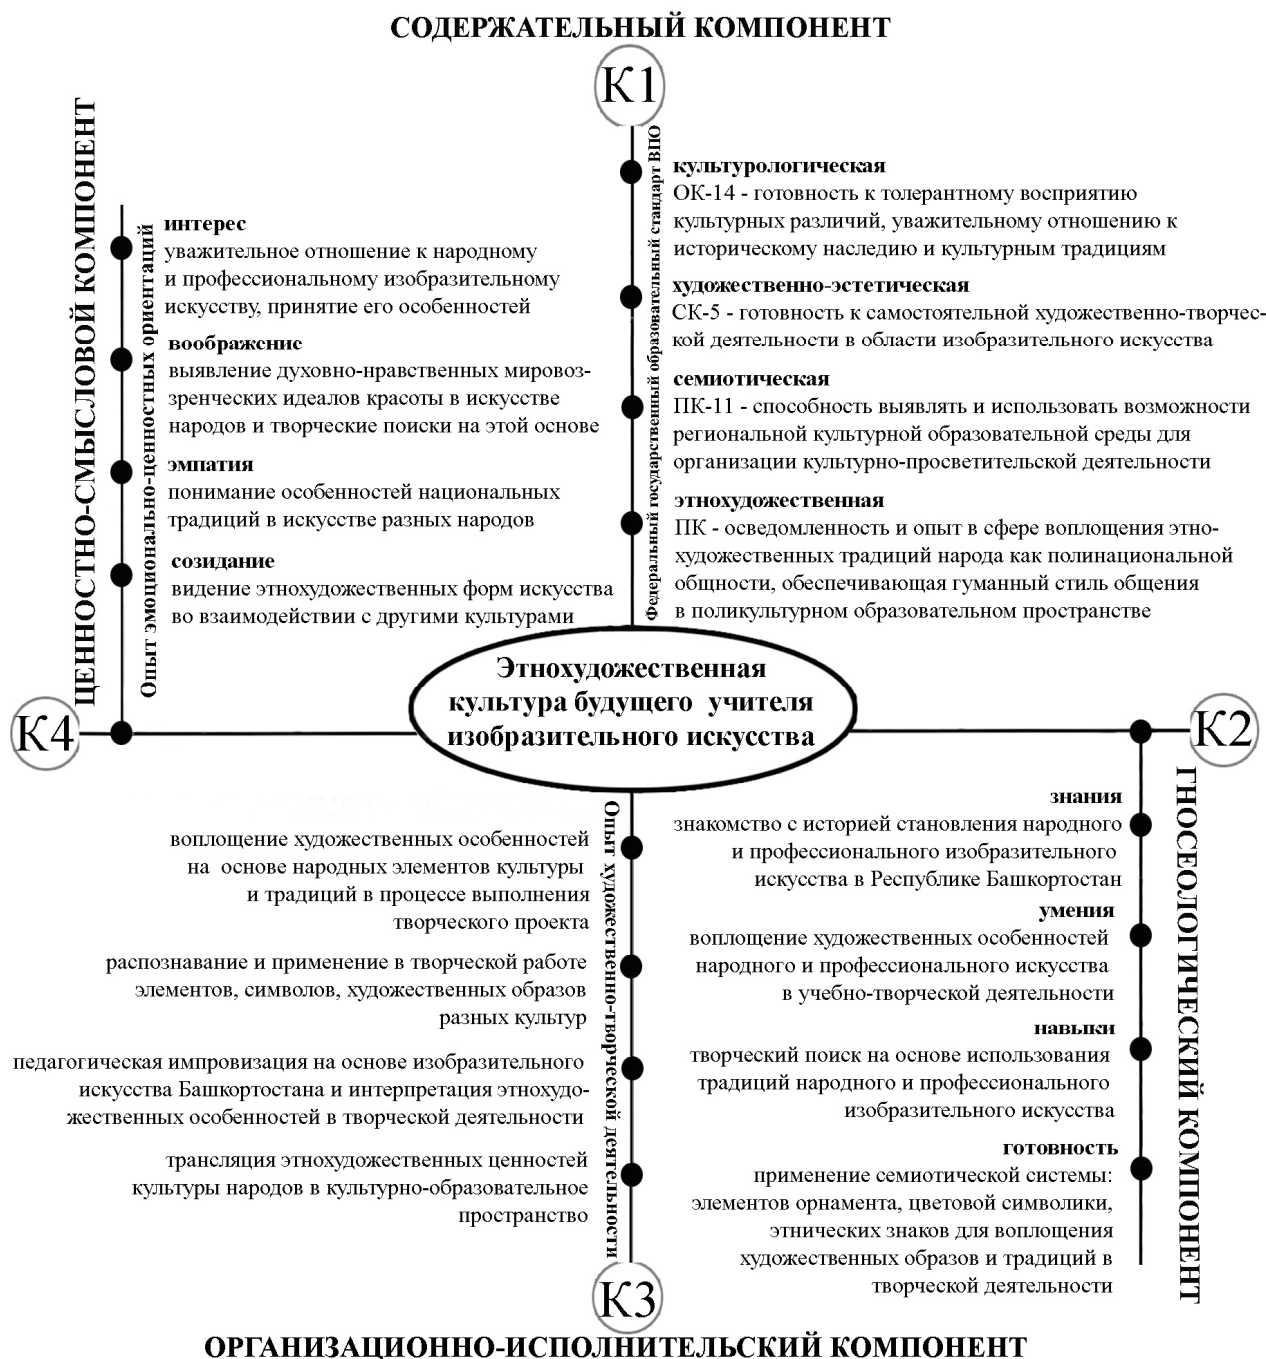 СОДЕРЖАТЕЛЬНЫЙ КОМПОНЕНТ
К1
Федеральный государственный образовательный стандарт ВПО
культурологическая
ОК-14 - готовность к толерантному восприятию
культурных различий, уважительному отношению к
историческому наследию и культурным традициям
художественно-эстетическая
СК-5 - готовность к самостоятельной художественно-творчес-
кой деятельности в области изобразительного искусства
семиотическая
ПК-11 - способность выявлять и использовать возможности
региональной культурной образовательной среды для
организации культурно-просветительской деятельности
этнохудожественная
ПК - осведомленность и опыт в сфере воплощения этно-
художественных традиций народа как полинациональной
общности, обеспечивающая гуманный стиль общения
в поликультурном образовательном пространстве
ЦЕННОСТНО-СМЫСЛОВОЙ КОМПОНЕНТ
Опыт эмоционально-ценностных ориентаций
интерес
уважительное отношение к народному
и профессиональному изобразительному
искусству, принятие его особенностей
воображение
выявление духовно-нравственных мировоз-
зренческих идеалов красоты в искусстве
народов и творческие поиски на этой основе
эмпатия
понимание особенностей национальных
традиций в искусстве разных народов
созидание
видение этнохудожественных форм искусства
во взаимодействии с другими культурами
К4
Этнохудожественная
культура будущего учителя
изобразительного искусства
К2
ГНОСЕОЛОГИЧЕСКИЙ КОМПОНЕНТ
знания
знакомство с историей становления народного
и профессионального изобразительного
искусства в Республике Башкортостан
умения
воплощение художественных особенностей
народного и профессионального искусства
в учебно-творческой деятельности
навыки
творческий поиск на основе использования
традиций народного и профессионального
изобразительного искусства
готовность
применение семиотической системы:
элементов орнамента, цветовой символики,
этнических знаков для воплощения
художественных образов и традиций в
творческой деятельности
Опыт художественно-творческой деятельности
воплощение художественных особенностей
на основе народных элементов культуры
и традиций в процессе выполнения
творческого проекта
распознавание и применение в творческой работе
элементов, символов, художественных образов
разных культур
педагогическая импровизация на основе изобразительного
искусства Башкортостана и интерпретация этнохудо-
жественных особенностей в творческой деятельности
трансляция этнохудожественных ценностей
культуры народов в культурно-образовательное
пространство
К3
ОРГАНИЗАЦИОННО-ИСПОЛНИТЕЛЬСКИЙ КОМПОНЕНТ